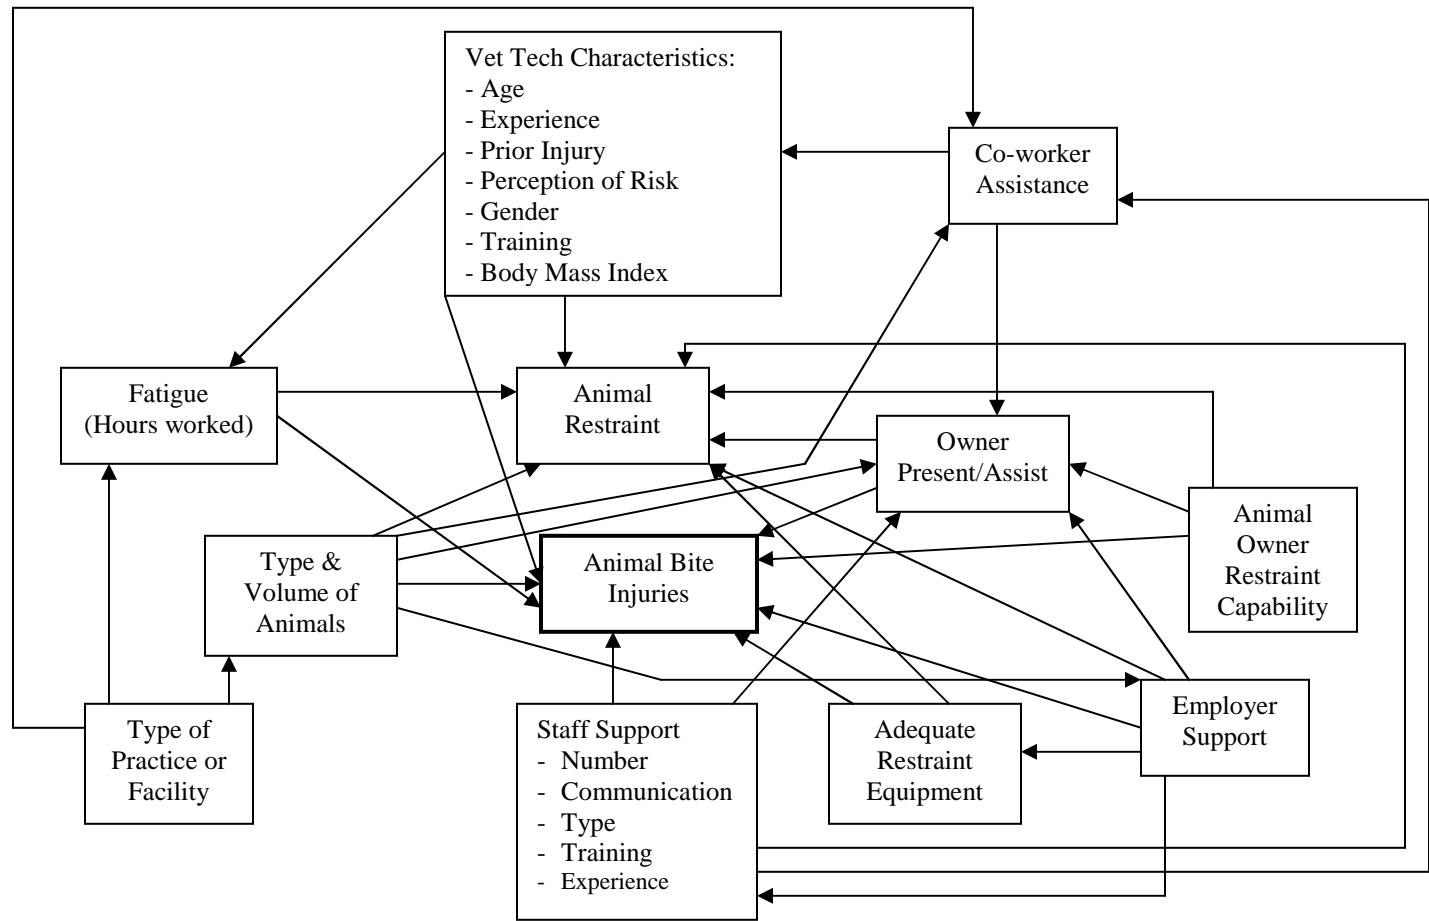 Vet Tech Characteristics:
- Age
- Experience
- Prior Injury
- Perception of Risk
- Gender
- Training
- Body Mass Index
Co-worker
Assistance
Fatigue
(Hours worked)
Animal
Restraint
Owner
Present/Assist
Animal
Owner
Restraint
Capability
Type &
Volume of
Animals
Animal Bite
Injuries
Type of
Practice or
Facility
Staff Support
- Number
- Communication
- Type
- Training
- Experience
Adequate
Restraint
Equipment
Employer
Support